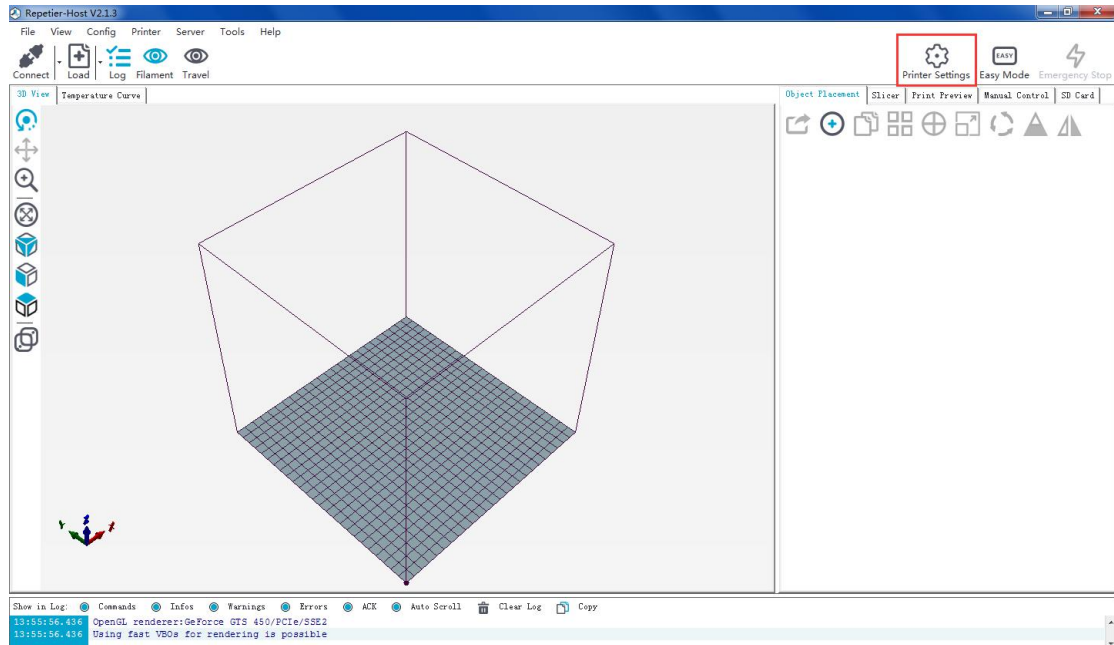 Repetier-Host V2.1.3
File View Config Printer Server Tools Help
Connect Load Log Filament Travel Printer Settings EASY Easy Mode Emergency Stop
3D View Temperature Curve Object Placement Slicer Print Preview Manual Control SD Card
Show in Log: Commands Infos Warnings Errors ACK Auto Scroll Clear Log Copy
13:55:56.436 OpenGL renderer:GeForce GTS 450/PCIe/SSE2
13:55:56.436 Using fast VBOs for rendering is possible